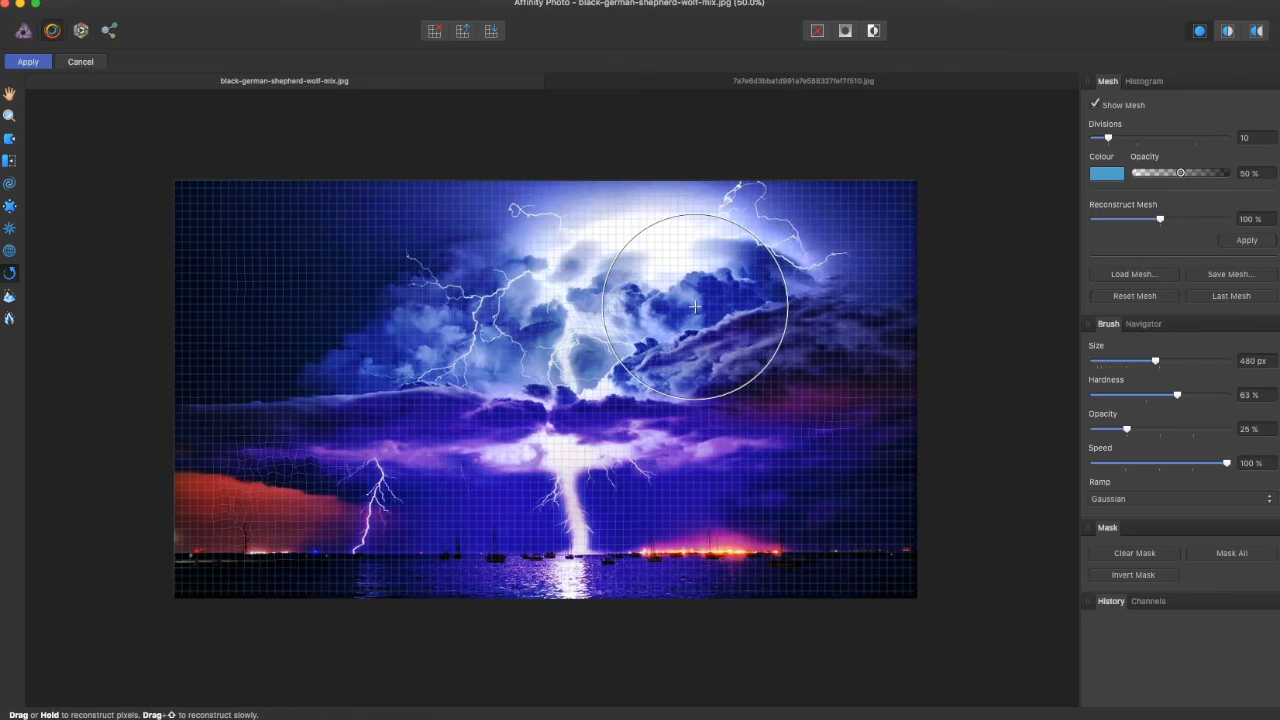 Affinity Photo - black-german-shepherd-wolf-mix.jpg (50.0%)
Apply
Cancel
black-german-shepherd-wolf-mix.jpg
7a7e6d3bba1d991a7e588327fef7f510.jpg
Mesh
Histogram
Show Mesh
Divisions
10
Colour
Opacity
50 %
Reconstruct Mesh
100 %
Apply
Load Mesh...
Save Mesh...
Reset Mesh
Last Mesh
Brush
Navigator
Size
480 px
Hardness
63 %
Opacity
25 %
Speed
100 %
Ramp
Gaussian
Mask
Clear Mask
Mask All
Invert Mask
History
Channels
Drag or Hold to reconstruct pixels. Drag+⇧ to reconstruct slowly.